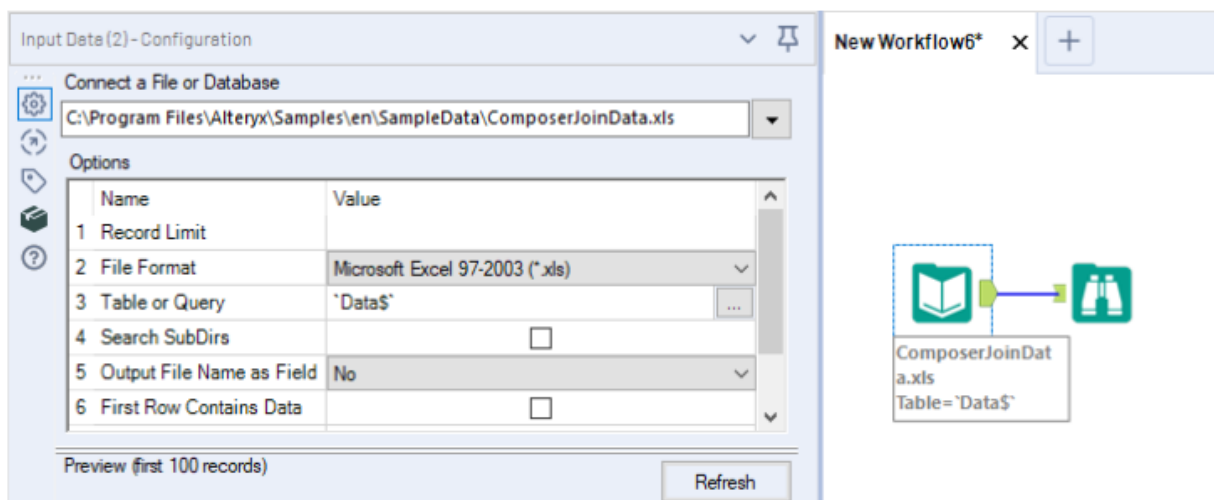 Input Data (2) - Configuration
Connect a File or Database
C:\Program Files\Alteryx\Samples\en\SampleData\ComposerJoinData.xls
Options
Name Value
1 Record Limit
2 File Format Microsoft Excel 97-2003 (*.xls)
3 Table or Query `Data$` ...
4 Search SubDirs
5 Output File Name as Field No
6 First Row Contains Data
Preview (first 100 records)
Refresh
New Workflow6*
ComposerJoinDat
a.xls
Table=`Data$`